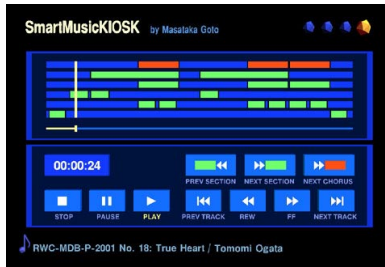 SmartMusicKIOSK by Masataka Goto
00:00:24
PREV SECTION NEXT SECTION NEXT CHORUS
STOP PAUSE PLAY PREV TRACK REW FF NEXT TRACK
RWC-MDB-P-2001 No. 18: True Heart / Tomomi Ogata